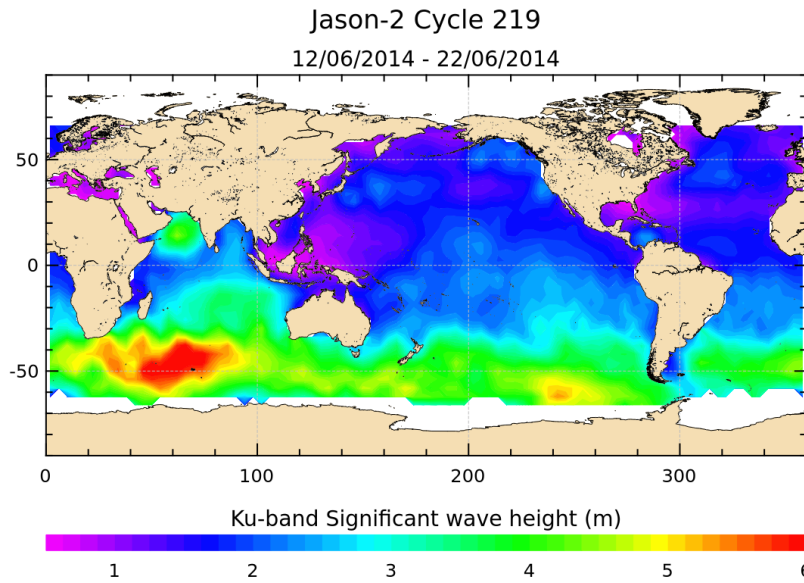 Jason-2 Cycle 219
12/06/2014 - 22/06/2014
50
0
-50
0 100 200 300
Ku-band Significant wave height (m)
1 2 3 4 5 6